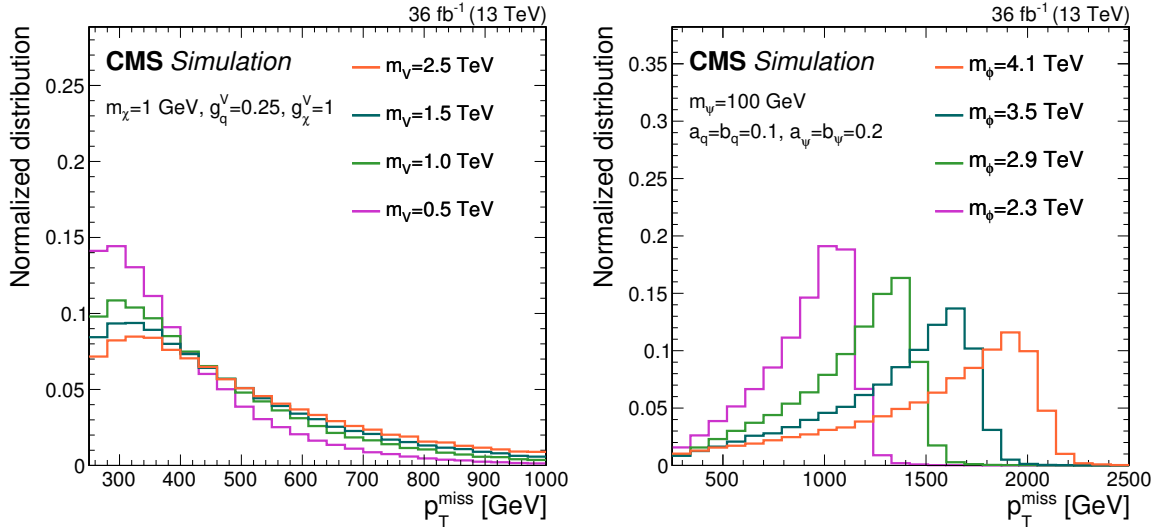 36 fb⁻¹ (13 TeV)
CMS Simulation
m_χ=1 GeV, g_q^V=0.25, g_χ^V=1
m_V=2.5 TeV
m_V=1.5 TeV
m_V=1.0 TeV
m_V=0.5 TeV
Normalized distribution
0.25
0.2
0.15
0.1
0.05
0
300 400 500 600 700 800 900 1000
p_T^miss [GeV]
36 fb⁻¹ (13 TeV)
CMS Simulation
m_ψ=100 GeV
a_q=b_q=0.1, a_ψ=b_ψ=0.2
m_ϕ=4.1 TeV
m_ϕ=3.5 TeV
m_ϕ=2.9 TeV
m_ϕ=2.3 TeV
Normalized distribution
0.35
0.3
0.25
0.2
0.15
0.1
0.05
0
500 1000 1500 2000 2500
p_T^miss [GeV]